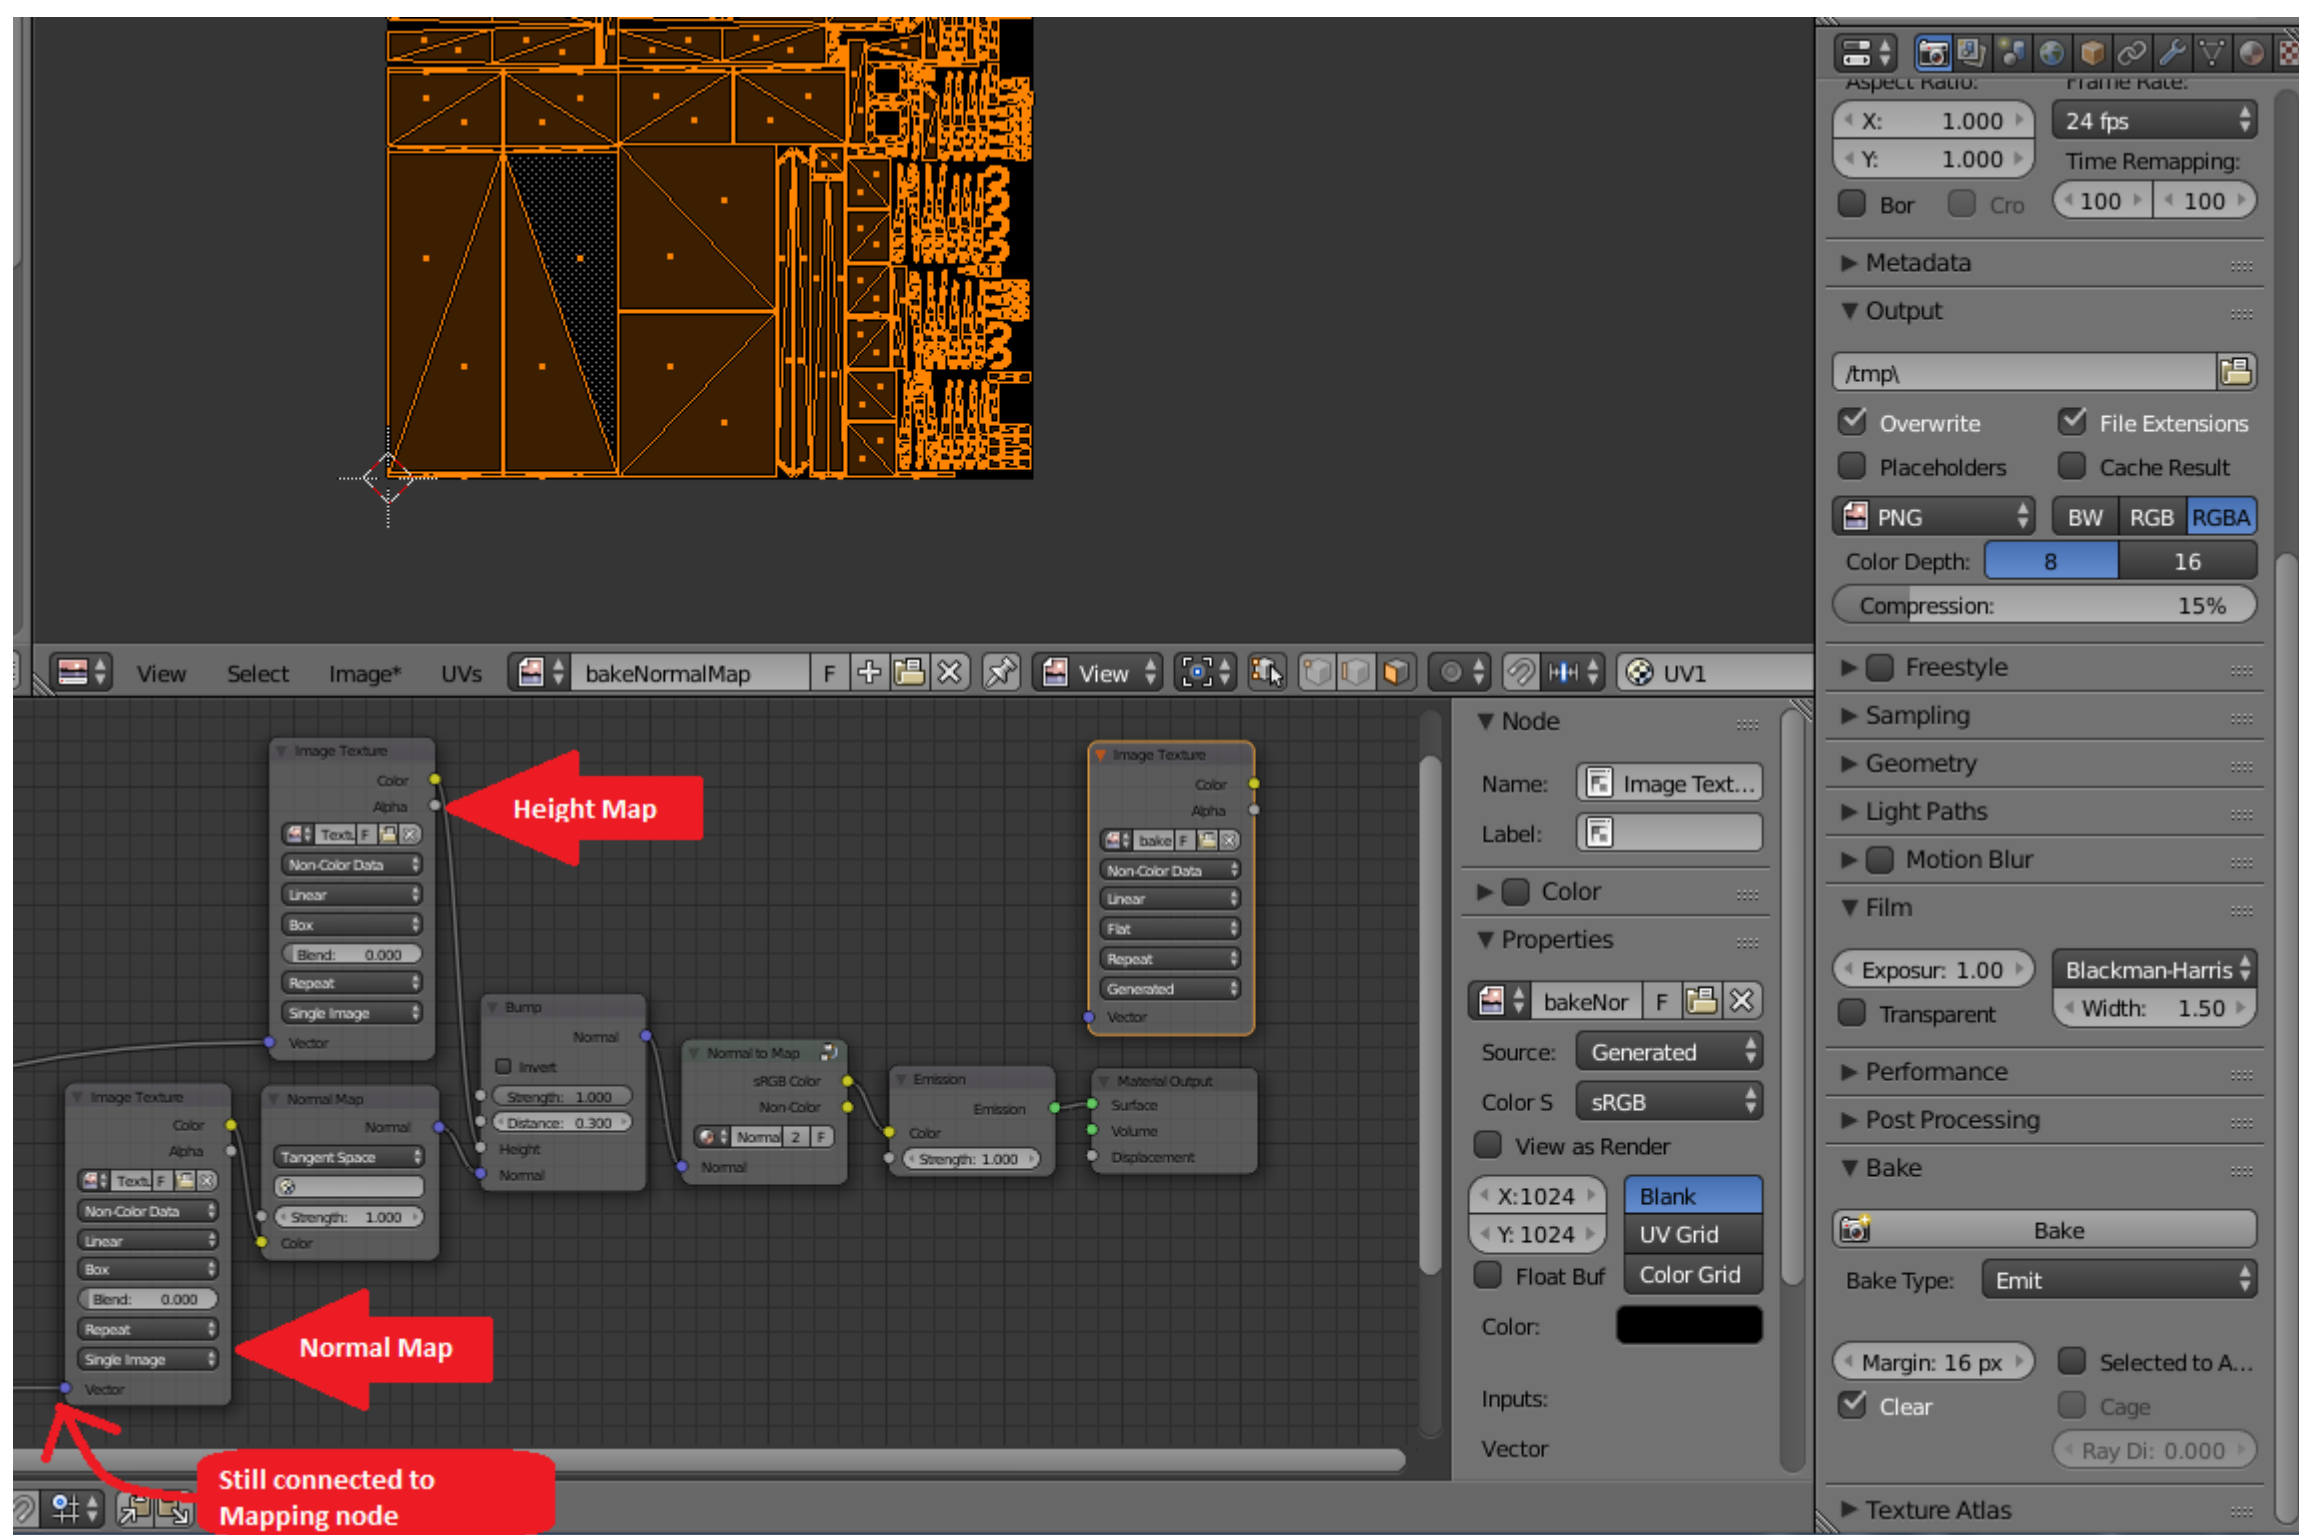 Aspect Ratio:
Frame Rate:
X: 1.000
24 fps
Y: 1.000
Time Remapping:
Bor
Cro
100
100
Metadata
Output
/tmp\
Overwrite
File Extensions
Placeholders
Cache Result
PNG
BW
RGB
RGBA
Color Depth:
8
16
Compression: 15%
Freestyle
Sampling
Geometry
Light Paths
Motion Blur
Film
Exposur: 1.00
Blackman-Harris
Transparent
Width: 1.50
Performance
Post Processing
Bake
Bake
Bake Type:
Emit
Margin: 16 px
Selected to A...
Clear
Cage
Ray Di: 0.000
Texture Atlas
View
Select
Image*
UVs
bakeNormalMap
F
View
UV1
Image Texture
Color
Alpha
Text F
Non-Color Data
Linear
Box
Blend: 0.000
Repeat
Single Image
Vector
Height Map
Image Texture
Color
Alpha
Text F
Non-Color Data
Linear
Box
Blend: 0.000
Repeat
Single Image
Vector
Normal Map
Still connected to
Mapping node
Normal Map
Normal
Tangent Space
Strength: 1.000
Color
Bump
Normal
Invert
Strength: 1.000
Distance: 0.300
Height
Normal
Normal to Map
sRGB Color
Non-Color
Normal 2 F
Normal
Emission
Emission
Color
Strength: 1.000
Image Texture
Color
Alpha
bake F
Non-Color Data
Linear
Flat
Repeat
Generated
Vector
Material Output
Surface
Volume
Displacement
Node
Name:
Image Text...
Label:
Color
Properties
bakeNor
F
Source:
Generated
Color S
sRGB
View as Render
X:1024
Blank
Y: 1024
UV Grid
Float Buf
Color Grid
Color:
Inputs:
Vector